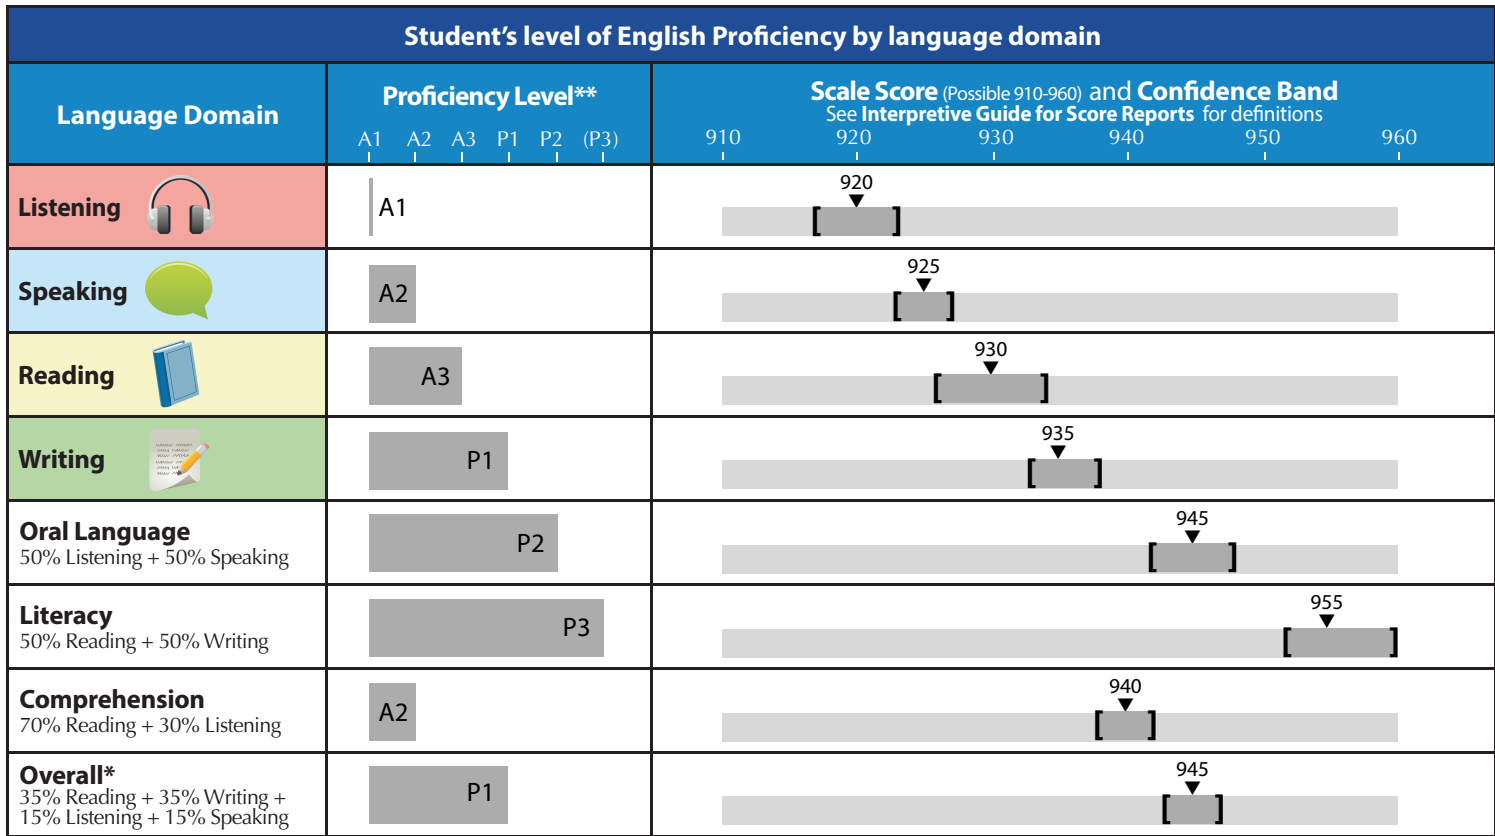 Student’s level of English Proficiency by language domain
Language Domain
Proficiency Level**
A1 A2 A3 P1 P2 (P3)
Scale Score (Possible 910-960) and Confidence Band
See Interpretive Guide for Score Reports for definitions
910 920 930 940 950 960
Listening
A1
920
Speaking
A2
925
Reading
A3
930
Writing
P1
935
Oral Language
50% Listening + 50% Speaking
P2
945
Literacy
50% Reading + 50% Writing
P3
955
Comprehension
70% Reading + 30% Listening
A2
940
Overall*
35% Reading + 35% Writing +
15% Listening + 15% Speaking
P1
945